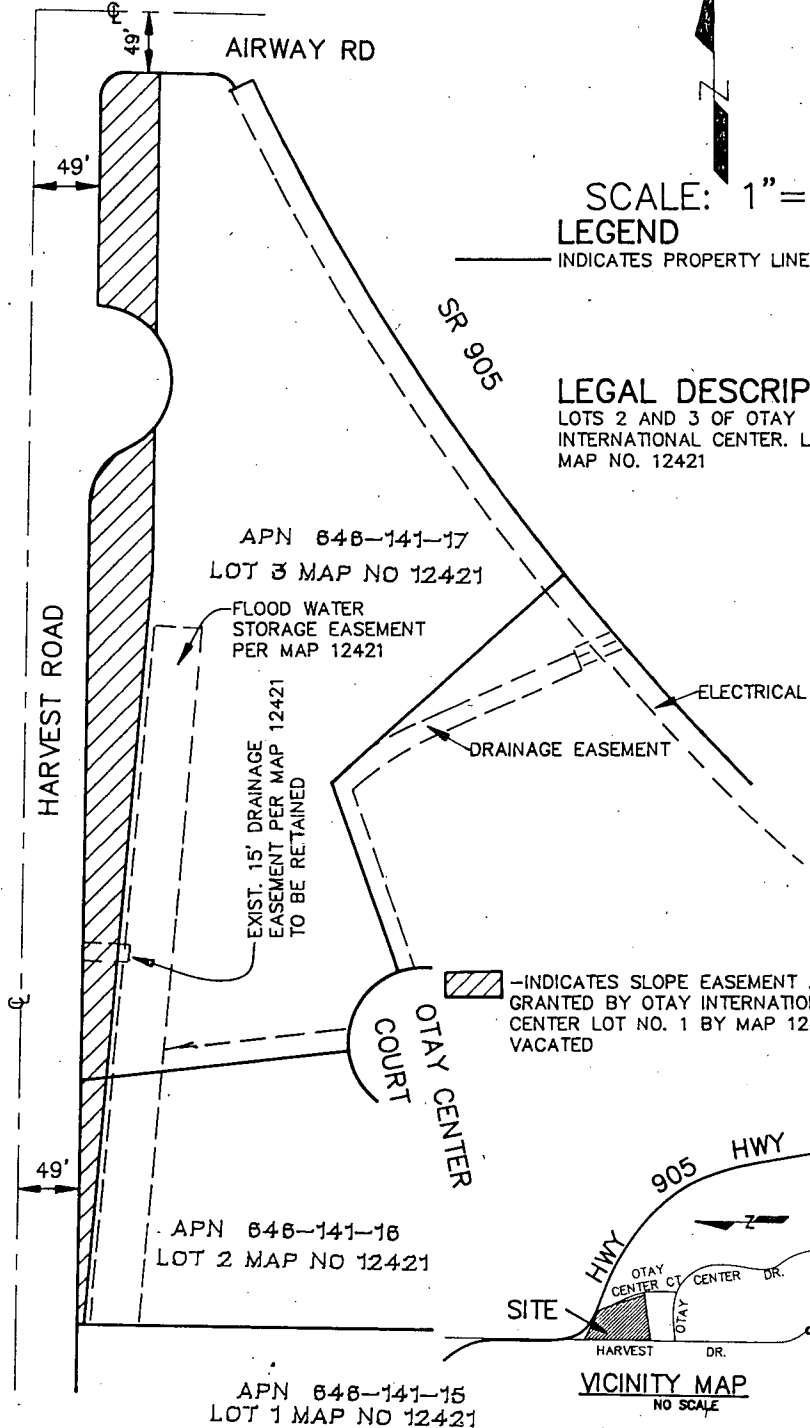 ℄
49'
AIRWAY RD
49'
Z
SCALE: 1"=
LEGEND
INDICATES PROPERTY LINE
SR 905
LEGAL DESCRIP
LOTS 2 AND 3 OF OTAY
INTERNATIONAL CENTER. L
MAP NO. 12421
APN 646-141-17
LOT 3 MAP NO 12421
FLOOD WATER
STORAGE EASEMENT
PER MAP 12421
HARVEST ROAD
ELECTRICAL
DRAINAGE EASEMENT
EXIST. 15' DRAINAGE
EASEMENT PER MAP 12421
TO BE RETAINED
℄
-INDICATES SLOPE EASEMENT
GRANTED BY OTAY INTERNATIO
CENTER LOT NO. 1 BY MAP 12
VACATED
OTAY CENTER
COURT
49'
APN 646-141-16
LOT 2 MAP NO 12421
HWY
905
HWY
Z
OTAY
CENTER CT
CENTER DR.
OTAY
SITE
HARVEST DR.
VICINITY MAP
NO SCALE
APN 646-141-15
LOT 1 MAP NO 12421